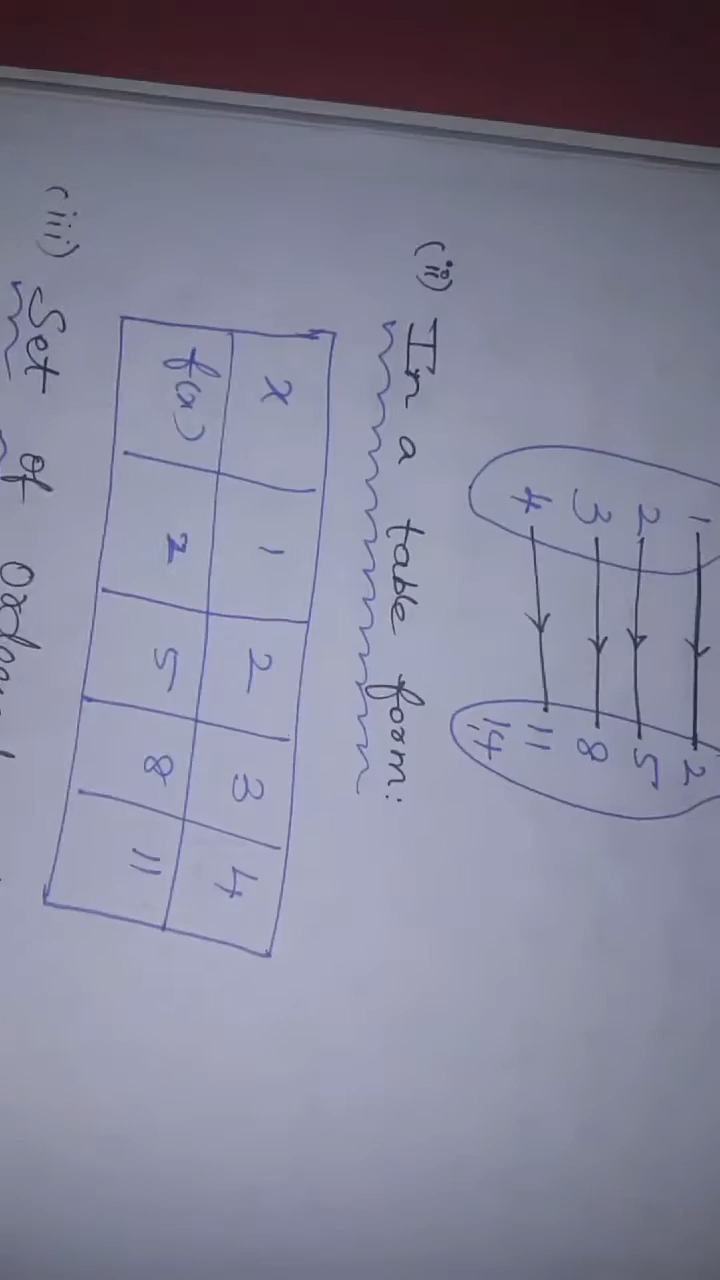 1 2
2 5
3 8
4 11
14
(ii) In a table form:
x 1 2 3 4
f(x) 2 5 8 11
(iii) Set of